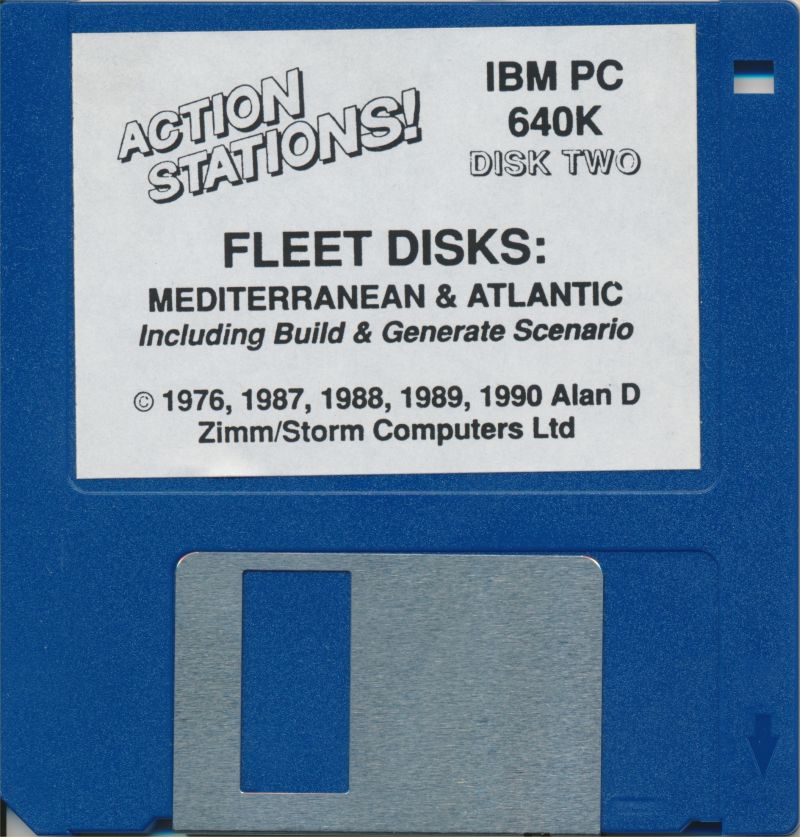 ACTION
STATIONS!
IBM PC
640K
DISK TWO
FLEET DISKS:
MEDITERRANEAN & ATLANTIC
Including Build & Generate Scenario
© 1976, 1987, 1988, 1989, 1990 Alan D
Zimm/Storm Computers Ltd